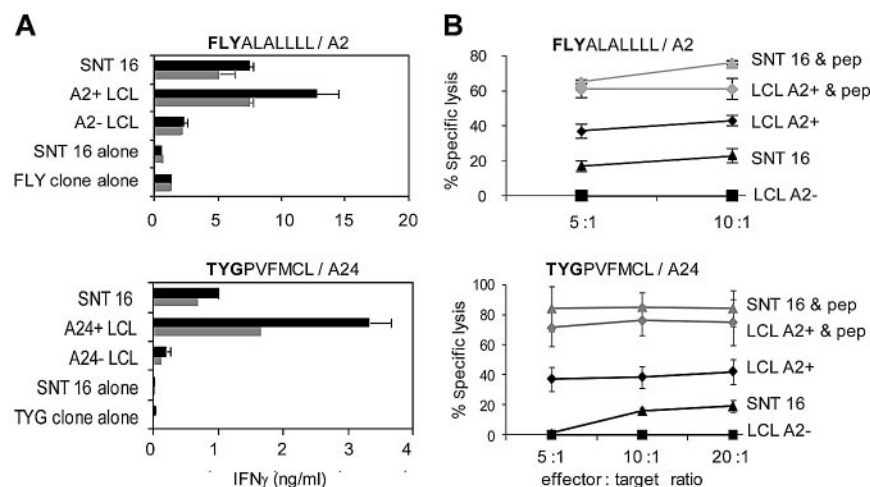 A
FLYALALLLL / A2
SNT 16
A2+ LCL
A2- LCL
SNT 16 alone
FLY clone alone
0 5 10 15 20
TYGPVFMCL / A24
SNT 16
A24+ LCL
A24- LCL
SNT 16 alone
TYG clone alone
0 1 2 3 4
IFNγ (ng/ml)
B
FLYALALLLL / A2
% specific lysis
80
60
40
20
0
5:1 10:1
SNT 16 & pep
LCL A2+ & pep
LCL A2+
SNT 16
LCL A2-
TYGPVFMCL / A24
% specific lysis
100
80
60
40
20
0
5:1 10:1 20:1
effector : target ratio
SNT 16 & pep
LCL A2+ & pep
LCL A2+
SNT 16
LCL A2-